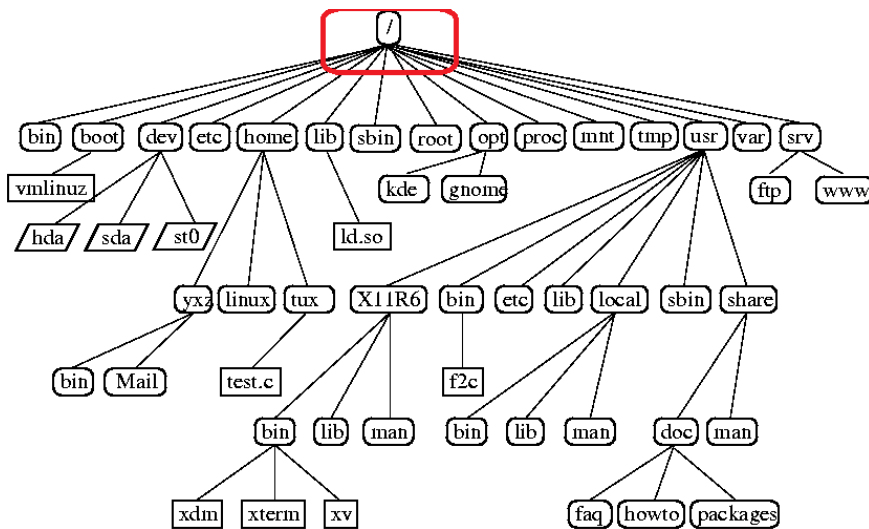 /
bin boot dev etc home lib sbin root opt proc mnt tmp usr var srv
vmlinuz kde gnome ftp www
hda sda st0 ld.so
yxz linux tux X11R6 bin etc lib local sbin share
bin Mail test.c f2c
bin lib man bin lib man doc man
xdm xterm xv faq howto packages